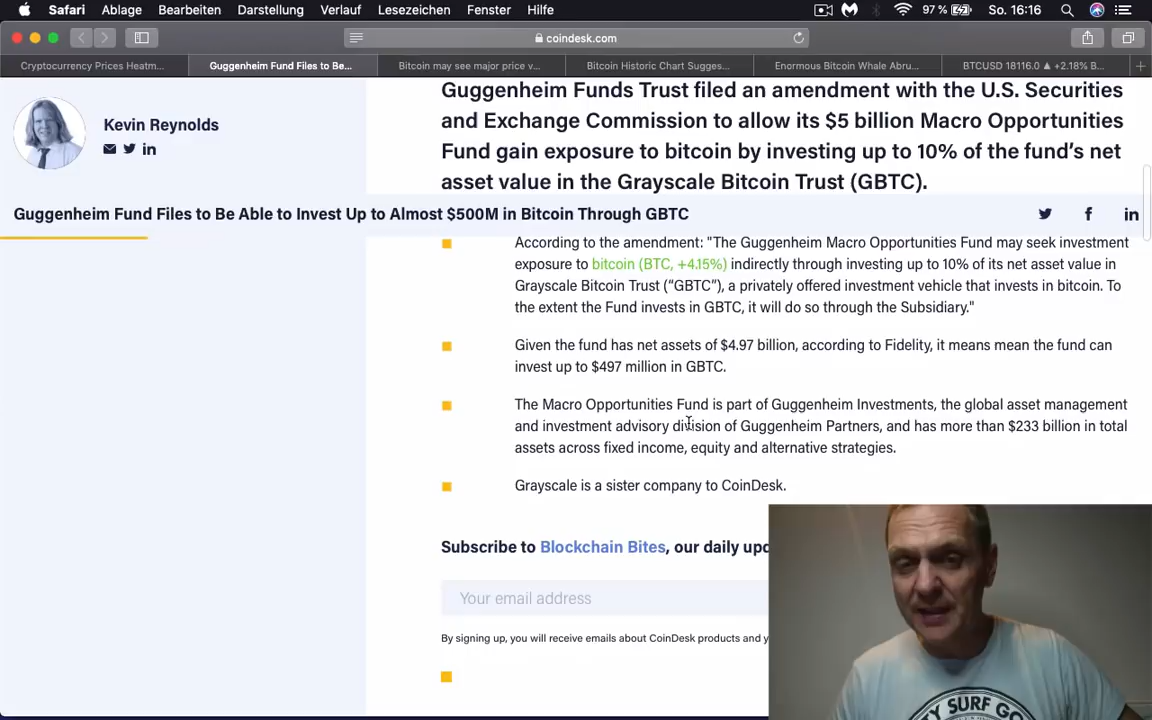 Safari Ablage Bearbeiten Darstellung Verlauf Lesezeichen Fenster Hilfe 97 % So. 16:16
coindesk.com
Cryptocurrency Prices Heatm... Guggenheim Fund Files to Be... Bitcoin may see major price v... Bitcoin Historic Chart Sugges... Enormous Bitcoin Whale Abru... BTCUSD 18116.0 ▲ +2.18% B...
Kevin Reynolds
Guggenheim Funds Trust filed an amendment with the U.S. Securities
and Exchange Commission to allow its $5 billion Macro Opportunities
Fund gain exposure to bitcoin by investing up to 10% of the fund's net
asset value in the Grayscale Bitcoin Trust (GBTC).
Guggenheim Fund Files to Be Able to Invest Up to Almost $500M in Bitcoin Through GBTC
According to the amendment: "The Guggenheim Macro Opportunities Fund may seek investment
exposure to bitcoin (BTC, +4.15%) indirectly through investing up to 10% of its net asset value in
Grayscale Bitcoin Trust (“GBTC”), a privately offered investment vehicle that invests in bitcoin. To
the extent the Fund invests in GBTC, it will do so through the Subsidiary."
Given the fund has net assets of $4.97 billion, according to Fidelity, it means mean the fund can
invest up to $497 million in GBTC.
The Macro Opportunities Fund is part of Guggenheim Investments, the global asset management
and investment advisory division of Guggenheim Partners, and has more than $233 billion in total
assets across fixed income, equity and alternative strategies.
Grayscale is a sister company to CoinDesk.
Subscribe to Blockchain Bites, our daily upd
Your email address
By signing up, you will receive emails about CoinDesk products and y
SURF GO